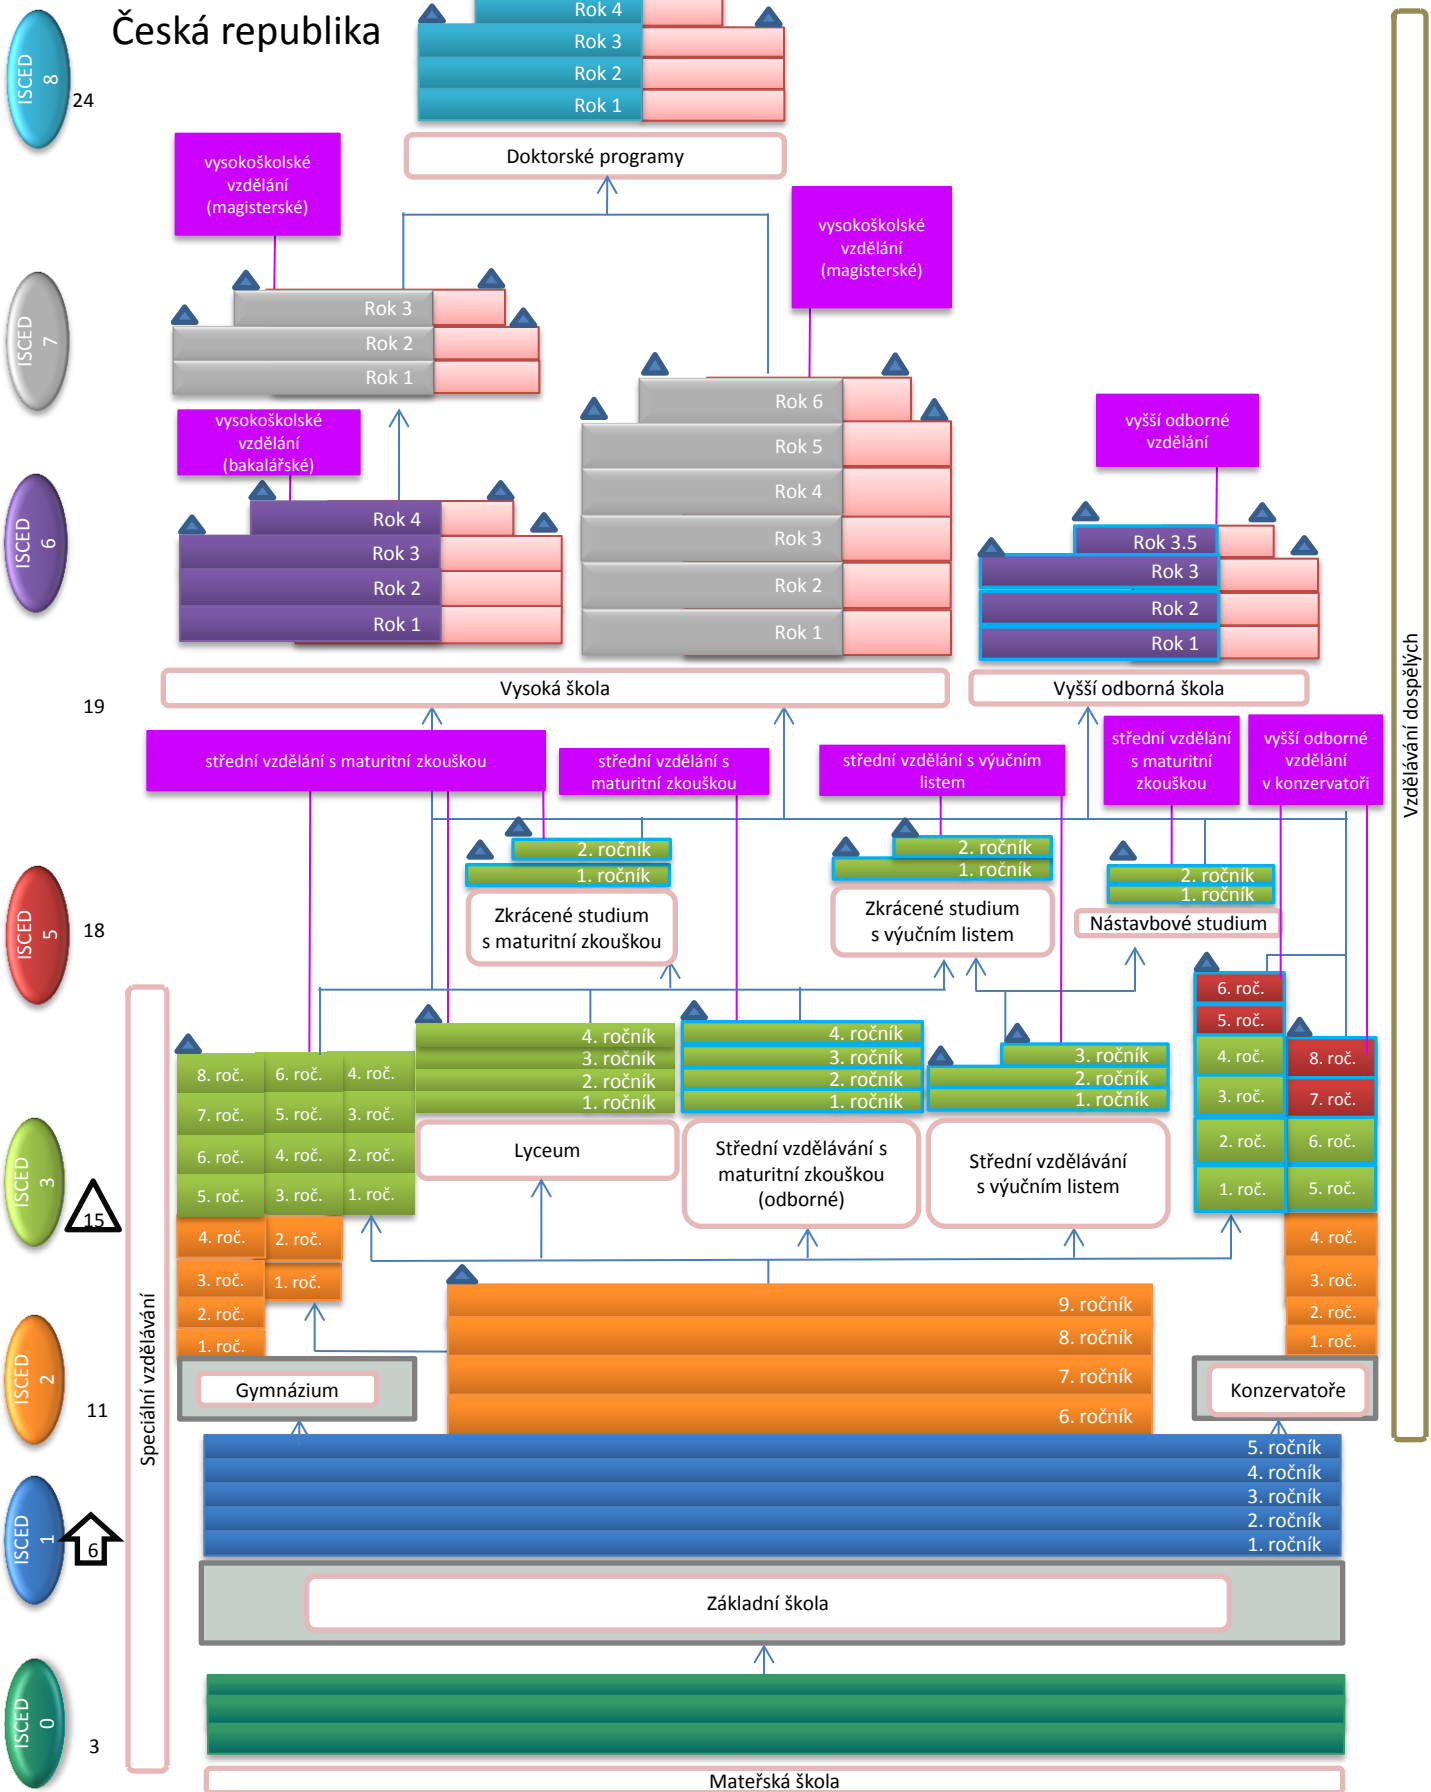 Česká republika
ISCED 8
24
Rok 4
Rok 3
Rok 2
Rok 1
Doktorské programy
vysokoškolské
vzdělání
(magisterské)
vysokoškolské
vzdělání
(magisterské)
ISCED 7
Rok 3
Rok 2
Rok 1
vysokoškolské
vzdělání
(bakalářské)
Rok 6
Rok 5
Rok 4
Rok 3
Rok 2
Rok 1
vyšší odborné
vzdělání
ISCED 6
Rok 4
Rok 3
Rok 2
Rok 1
Rok 3.5
Rok 3
Rok 2
Rok 1
Vysoká škola
Vyšší odborná škola
19
Vzdělávání dospělých
střední vzdělání s maturitní zkouškou
střední vzdělání s
maturitní zkouškou
střední vzdělání s výučním
listem
střední vzdělání
s maturitní
zkouškou
vyšší odborné
vzdělání
v konzervatoři
2. ročník
1. ročník
2. ročník
1. ročník
2. ročník
1. ročník
ISCED 5
18
Zkrácené studium
s maturitní zkouškou
Zkrácené studium
s výučním listem
Nástavbové studium
8. roč.
7. roč.
6. roč.
5. roč.
4. roč.
3. roč.
2. roč.
1. roč.
6. roč.
5. roč.
4. roč.
3. roč.
2. roč.
1. roč.
4. roč.
3. roč.
2. roč.
1. roč.
4. ročník
3. ročník
2. ročník
1. ročník
Lyceum
4. ročník
3. ročník
2. ročník
1. ročník
Střední vzdělávání s
maturitní zkouškou
(odborné)
3. ročník
2. ročník
1. ročník
Střední vzdělávání
s výučním listem
6. roč.
5. roč.
4. roč.
3. roč.
2. roč.
1. roč.
8. roč.
7. roč.
6. roč.
5. roč.
4. roč.
3. roč.
2. roč.
1. roč.
ISCED 3
15
Speciální vzdělávání
9. ročník
8. ročník
7. ročník
6. ročník
ISCED 2
11
Gymnázium
Konzervatoře
5. ročník
4. ročník
3. ročník
2. ročník
1. ročník
ISCED 1
6
Základní škola
ISCED 0
3
Mateřská škola